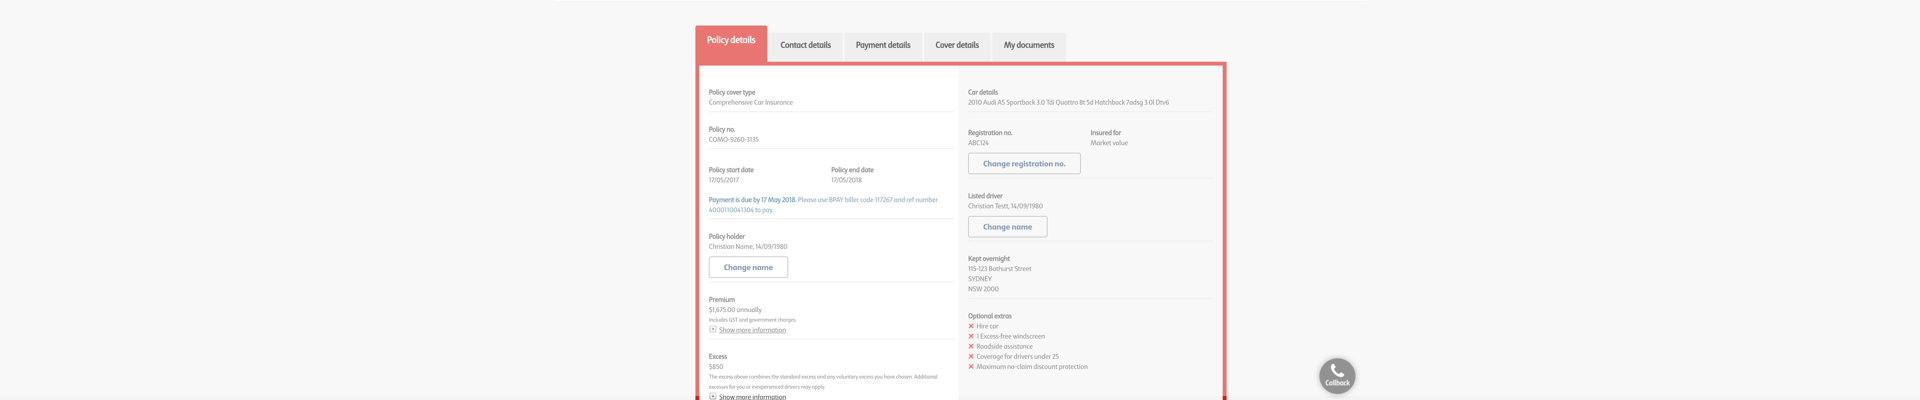 Policy details
Contact details
Payment details
Cover details
My documents
Policy cover type
Comprehensive Car Insurance
Policy no.
COMO-9260-3135
Policy start date
17/05/2017
Policy end date
17/05/2018
Payment is due by 17 May 2018. Please use BPAY biller code 117267 and ref number
4000110041304 to pay.
Policy holder
Christian Name, 14/09/1980
Change name
Premium
$1,675.00 annually
Includes GST and government charges.
Show more information
Excess
$850
The excess above combines the standard excess and any voluntary excess you have chosen. Additional
excesses for you or inexperienced drivers may apply.
Show more information
Car details
2010 Audi A5 Sportback 3.0 Tdi Quattro 8t 5d Hatchback 7adsg 3.0l Dtv6
Registration no.
ABC124
Insured for
Market value
Change registration no.
Listed driver
Christian Testt, 14/09/1980
Change name
Kept overnight
115-123 Bathurst Street
SYDNEY
NSW 2000
Optional extras
Hire car
1 Excess-free windscreen
Roadside assistance
Coverage for drivers under 25
Maximum no-claim discount protection
Callback